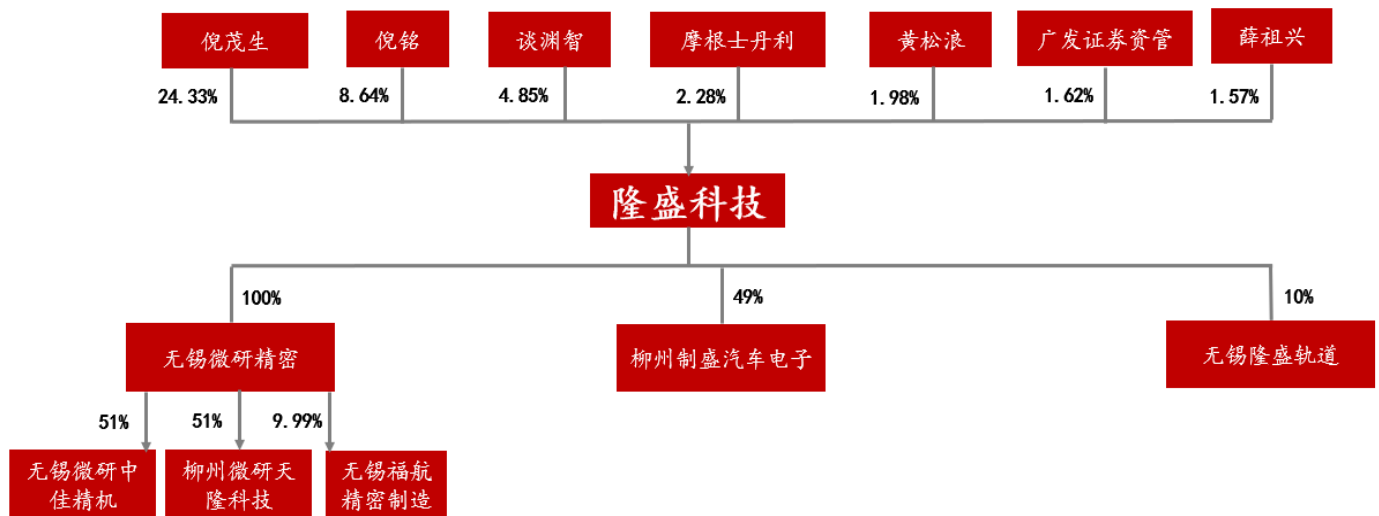 倪茂生
倪铭
谈渊智
摩根士丹利
黄松浪
广发证券资管
薛祖兴
24.33%
8.64%
4.85%
2.28%
1.98%
1.62%
1.57%
隆盛科技
100%
49%
10%
无锡微研精密
柳州制盛汽车电子
无锡隆盛轨道
51%
51%
9.99%
无锡微研中
佳精机
柳州微研天
隆科技
无锡福航
精密制造